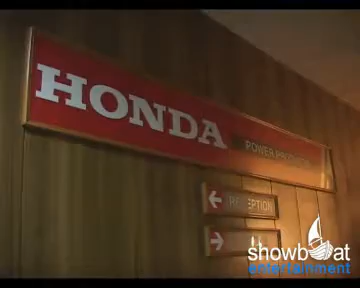 HONDA
POWER PRODUCTS
RECEPTION
showboat
entertainment